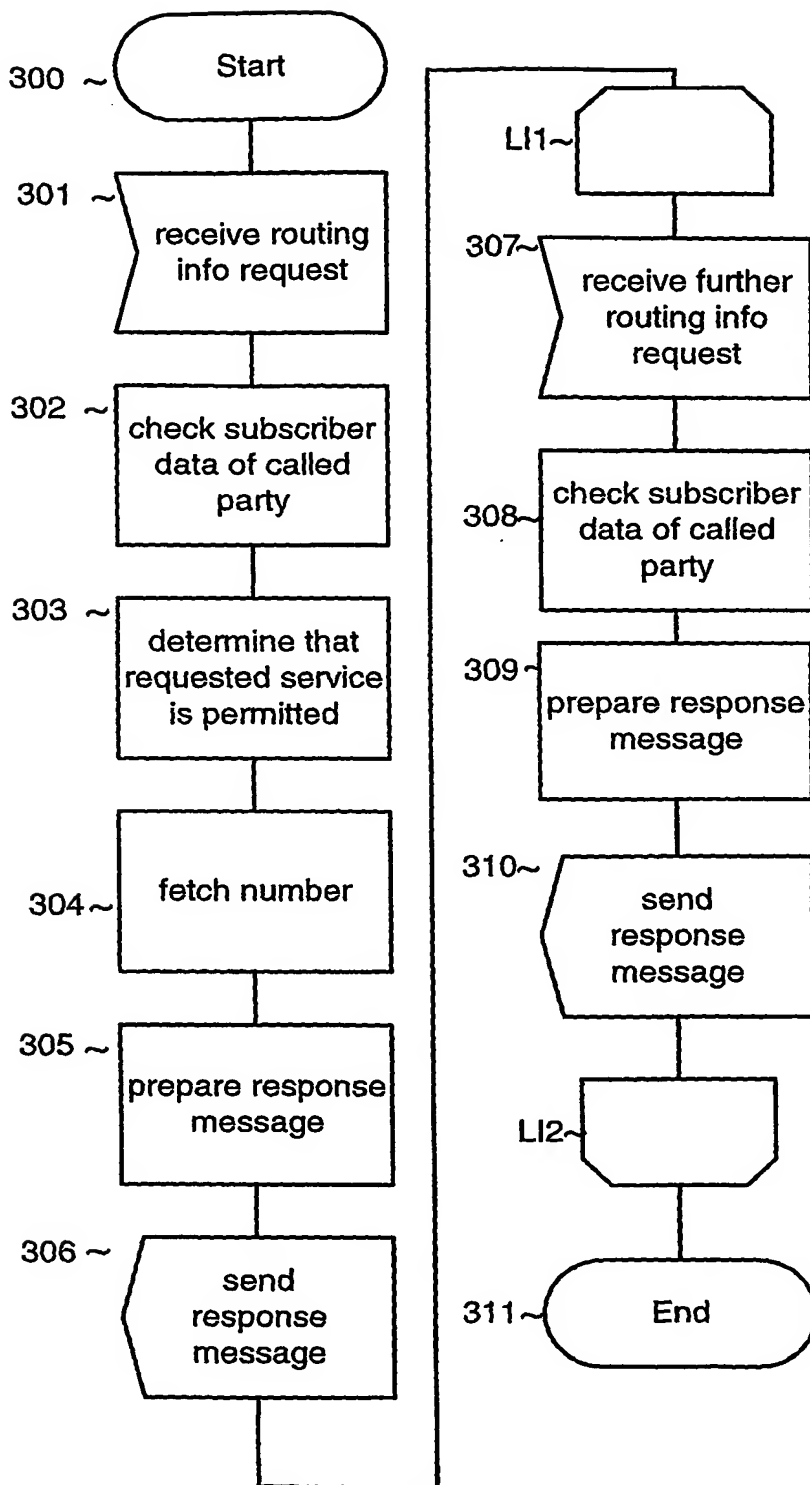 300 ~
Start
301 ~
receive routing
info request
302 ~
check subscriber
data of called
party
303 ~
determine that
requested service
is permitted
304 ~
fetch number
305 ~
prepare response
message
306 ~
send
response
message
LI1~
307 ~
receive further
routing info
request
308~
check subscriber
data of called
party
309 ~
prepare response
message
310 ~
send
response
message
LI2~
311~
End